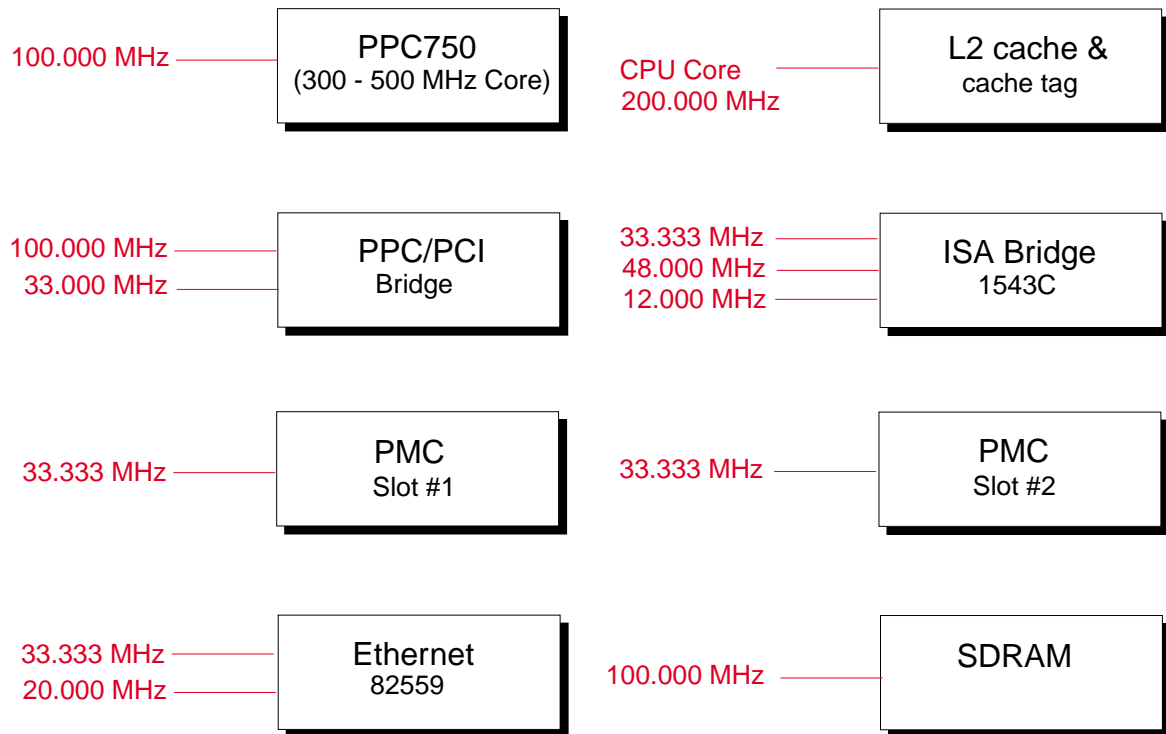 100.000 MHz
PPC750
(300 - 500 MHz Core)
CPU Core
200.000 MHz
L2 cache &
cache tag
100.000 MHz
33.000 MHz
PPC/PCI
Bridge
33.333 MHz
48.000 MHz
12.000 MHz
ISA Bridge
1543C
33.333 MHz
PMC
Slot #1
33.333 MHz
PMC
Slot #2
33.333 MHz
20.000 MHz
Ethernet
82559
100.000 MHz
SDRAM